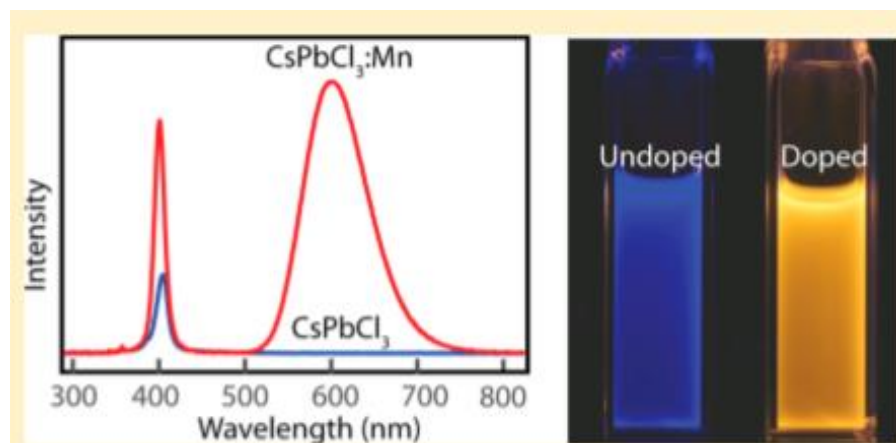 CsPbCl₃:Mn
CsPbCl₃
Intensity
300 400 500 600 700 800
Wavelength (nm)
Undoped Doped